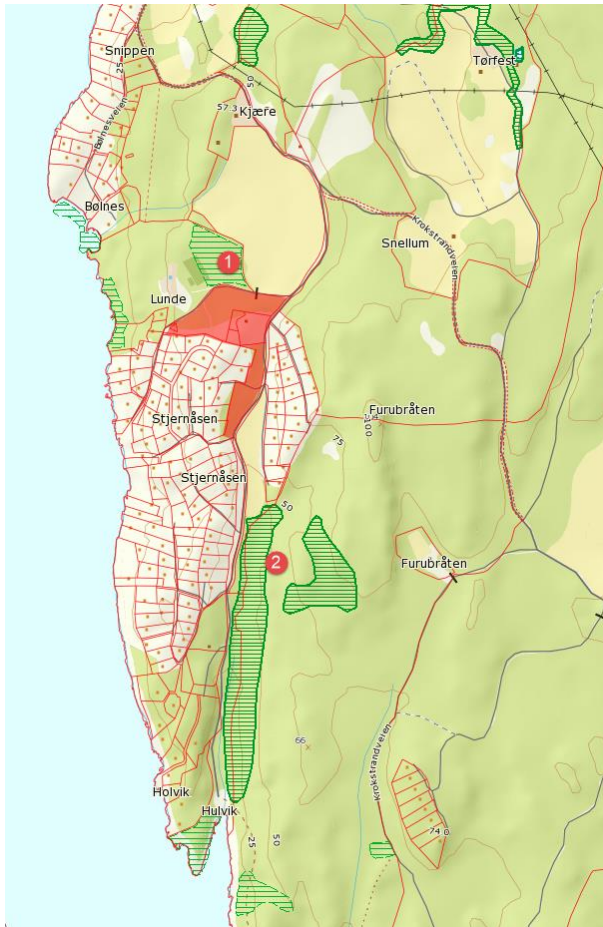 Snippen
25
Bølnesveien
50
Tørfest
57.3
Kjære
Bølnes
Krokstrandveien
Snellum
1
Lunde
Furubråten
Stjernåsen
100
75
Stjernåsen
50
2
Furubråten
66
Krokstrandveien
Holvik
Hulvik
74.0
25
50